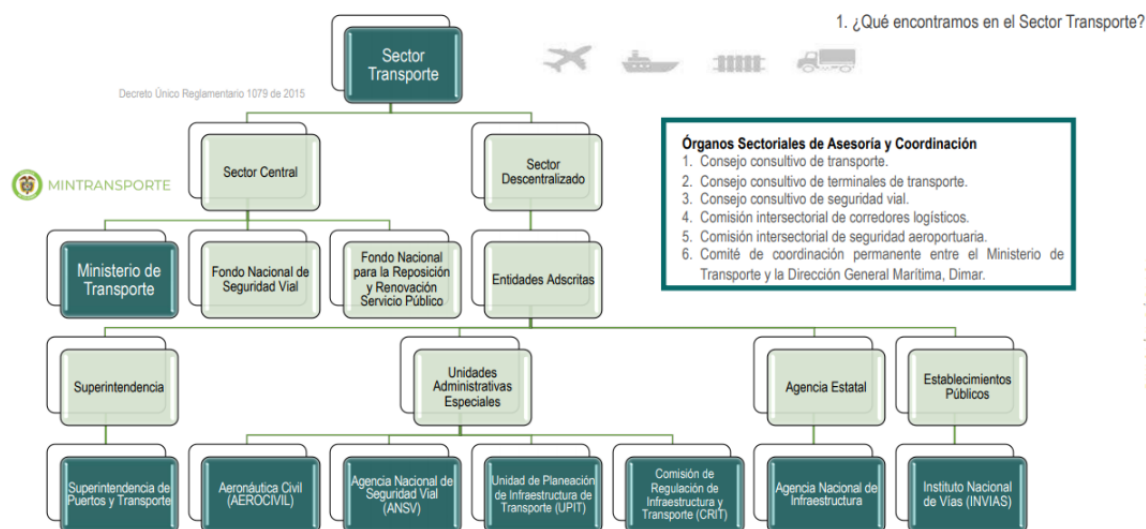 1. ¿Qué encontramos en el Sector Transporte?
Sector
Transporte
Decreto Único Reglamentario 1079 de 2015
MINTRANSPORTE
Sector Central
Sector
Descentralizado
Órganos Sectoriales de Asesoría y Coordinación
1. Consejo consultivo de transporte.
2. Consejo consultivo de terminales de transporte.
3. Consejo consultivo de seguridad vial.
4. Comisión intersectorial de corredores logísticos.
5. Comisión intersectorial de seguridad aeroportuaria.
6. Comité de coordinación permanente entre el Ministerio de
Transporte y la Dirección General Marítima, Dimar.
Ministerio de
Transporte
Fondo Nacional de
Seguridad Vial
Fondo Nacional
para la Reposición
y Renovación
Servicio Público
Entidades Adscritas
Superintendencia
Unidades
Administrativas
Especiales
Agencia Estatal
Establecimientos
Públicos
Superintendencia de
Puertos y Transporte
Aeronáutica Civil
(AEROCIVIL)
Agencia Nacional de
Seguridad Vial
(ANSV)
Unidad de Planeación
de Infraestructura de
Transporte (UPIT)
Comisión de
Regulación de
Infraestructura y
Transporte (CRIT)
Agencia Nacional de
Infraestructura
Instituto Nacional
de Vías (INVIAS)